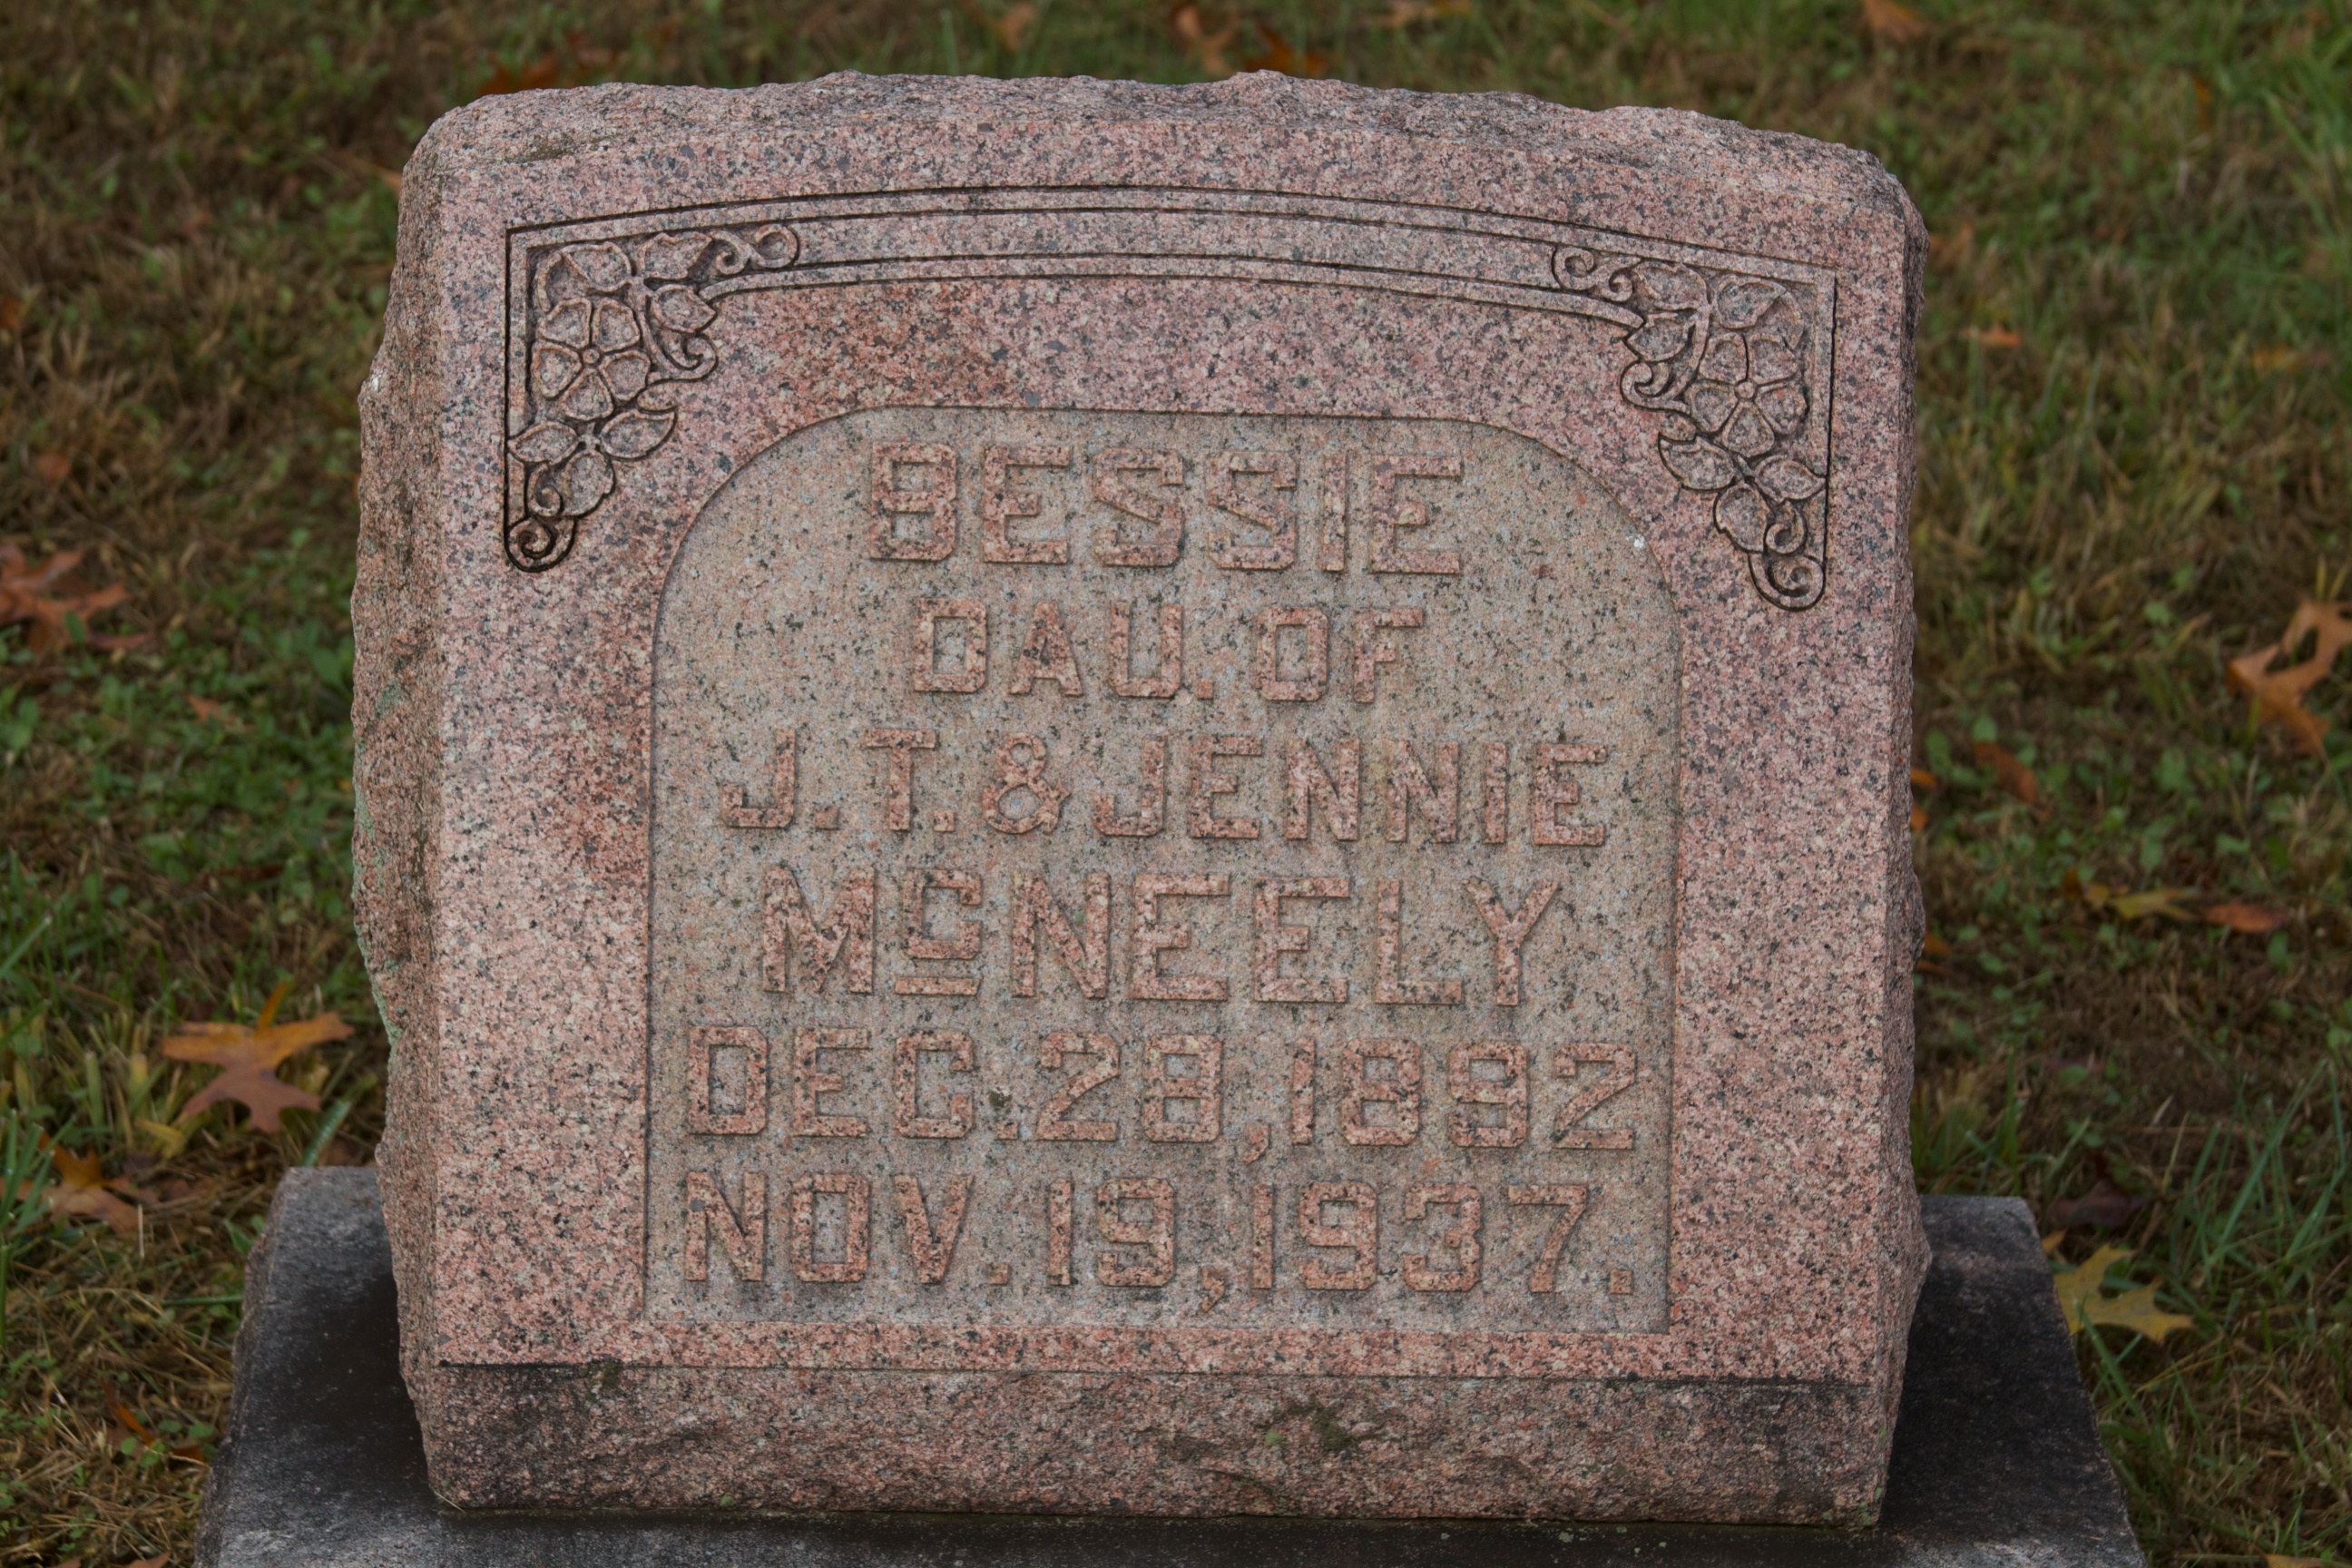 BESSIE
DAU. OF
J. T. & JENNIE
McNEELY
DEC. 28, 1892
NOV. 19, 1937.